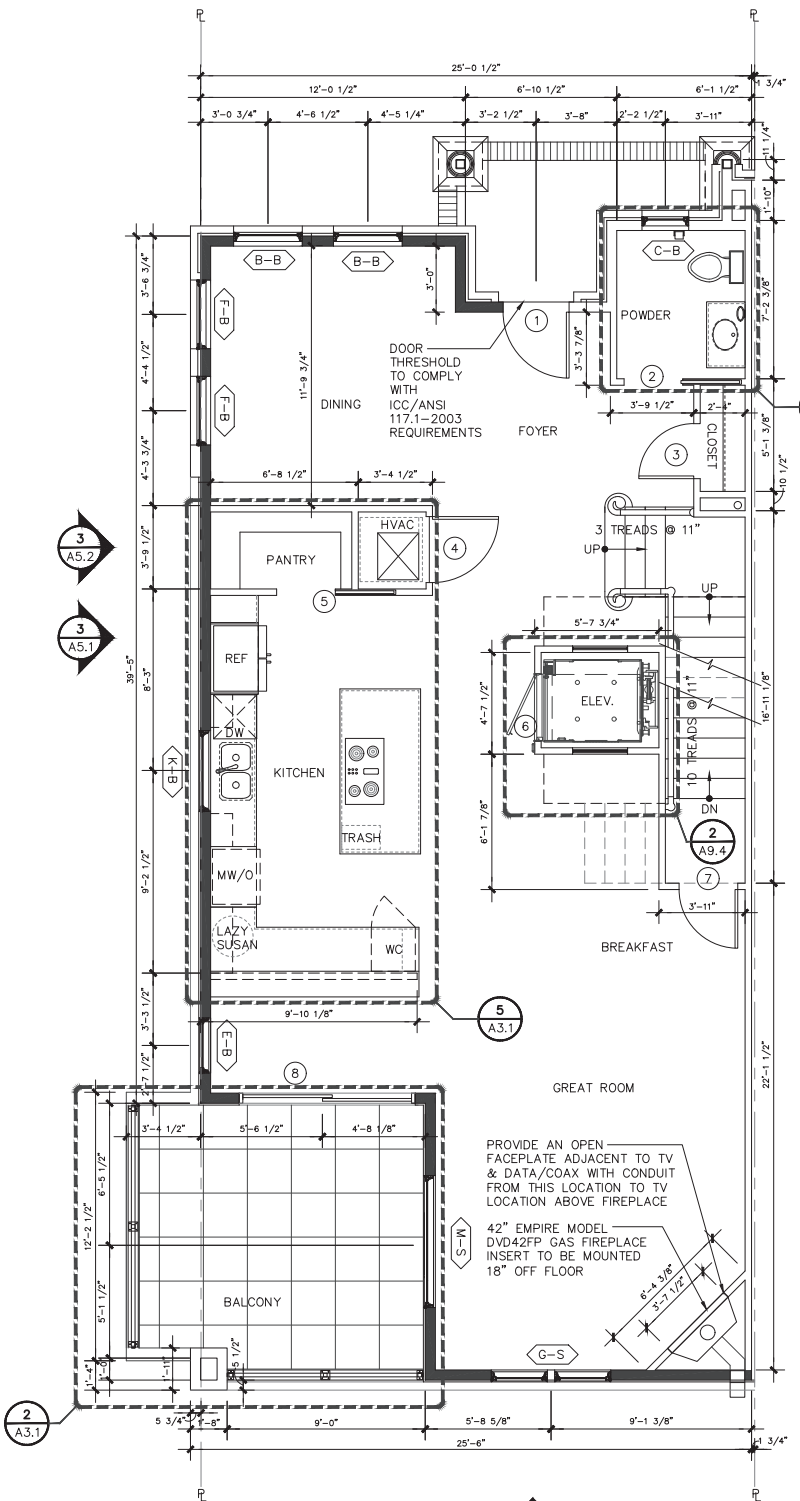 PL
PL
25'-0 1/2"
1 3/4"
12'-0 1/2"
6'-10 1/2"
6'-1 1/2"
3'-0 3/4"
4'-6 1/2"
4'-5 1/4"
3'-2 1/2"
3'-8"
2'-2 1/2"
3'-11"
11 1/4"
1'-10"
B-B
B-B
C-B
3'-6 3/4"
F-B
3'-0"
1
POWDER
7'-2 3/8"
DOOR
THRESHOLD
TO COMPLY
WITH
ICC/ANSI
117.1-2003
REQUIREMENTS
4'-4 1/2"
11'-9 3/4"
3'-3 7/8"
2
DINING
F-B
3'-9 1/2"
2'-4"
FOYER
4'-3 3/4"
3
CLOSET
5'-1 3/8"
6'-8 1/2"
3'-4 1/2"
10 1/2"
HVAC
3 TREADS @ 11"
3
A5.2
3'-9 1/2"
PANTRY
4
UP
5
UP
3
A5.1
39'-5"
8'-3"
REF
5'-7 3/4"
4'-7 1/2"
ELEV.
16'-11 1/8"
DW
6
10 TREADS @ 11"
K-B
KITCHEN
DN
TRASH
6'-1 7/8"
2
A9.4
9'-2 1/2"
MW/O
7
3'-11"
LAZY
SUSAN
WC
BREAKFAST
3'-3 1/2"
9'-10 1/8"
5
A3.1
E-B
2'-7 1/2"
8
22'-1 1/2"
GREAT ROOM
3'-4 1/2"
5'-6 1/2"
4'-8 1/8"
6'-5 1/2"
PROVIDE AN OPEN
FACEPLATE ADJACENT TO TV
& DATA/COAX WITH CONDUIT
FROM THIS LOCATION TO TV
LOCATION ABOVE FIREPLACE
12'-2 1/2"
M-S
42" EMPIRE MODEL
DVD42FP GAS FIREPLACE
INSERT TO BE MOUNTED
18" OFF FLOOR
6'-4 3/8"
3'-7 1/2"
5'-1 1/2"
BALCONY
G-S
1'-4"
1'-0"
1'-11"
5 1/2"
2
A3.1
5 3/4"
1'-8"
9'-0"
5'-8 5/8"
9'-1 3/8"
25'-6"
1 3/4"
PL
PL